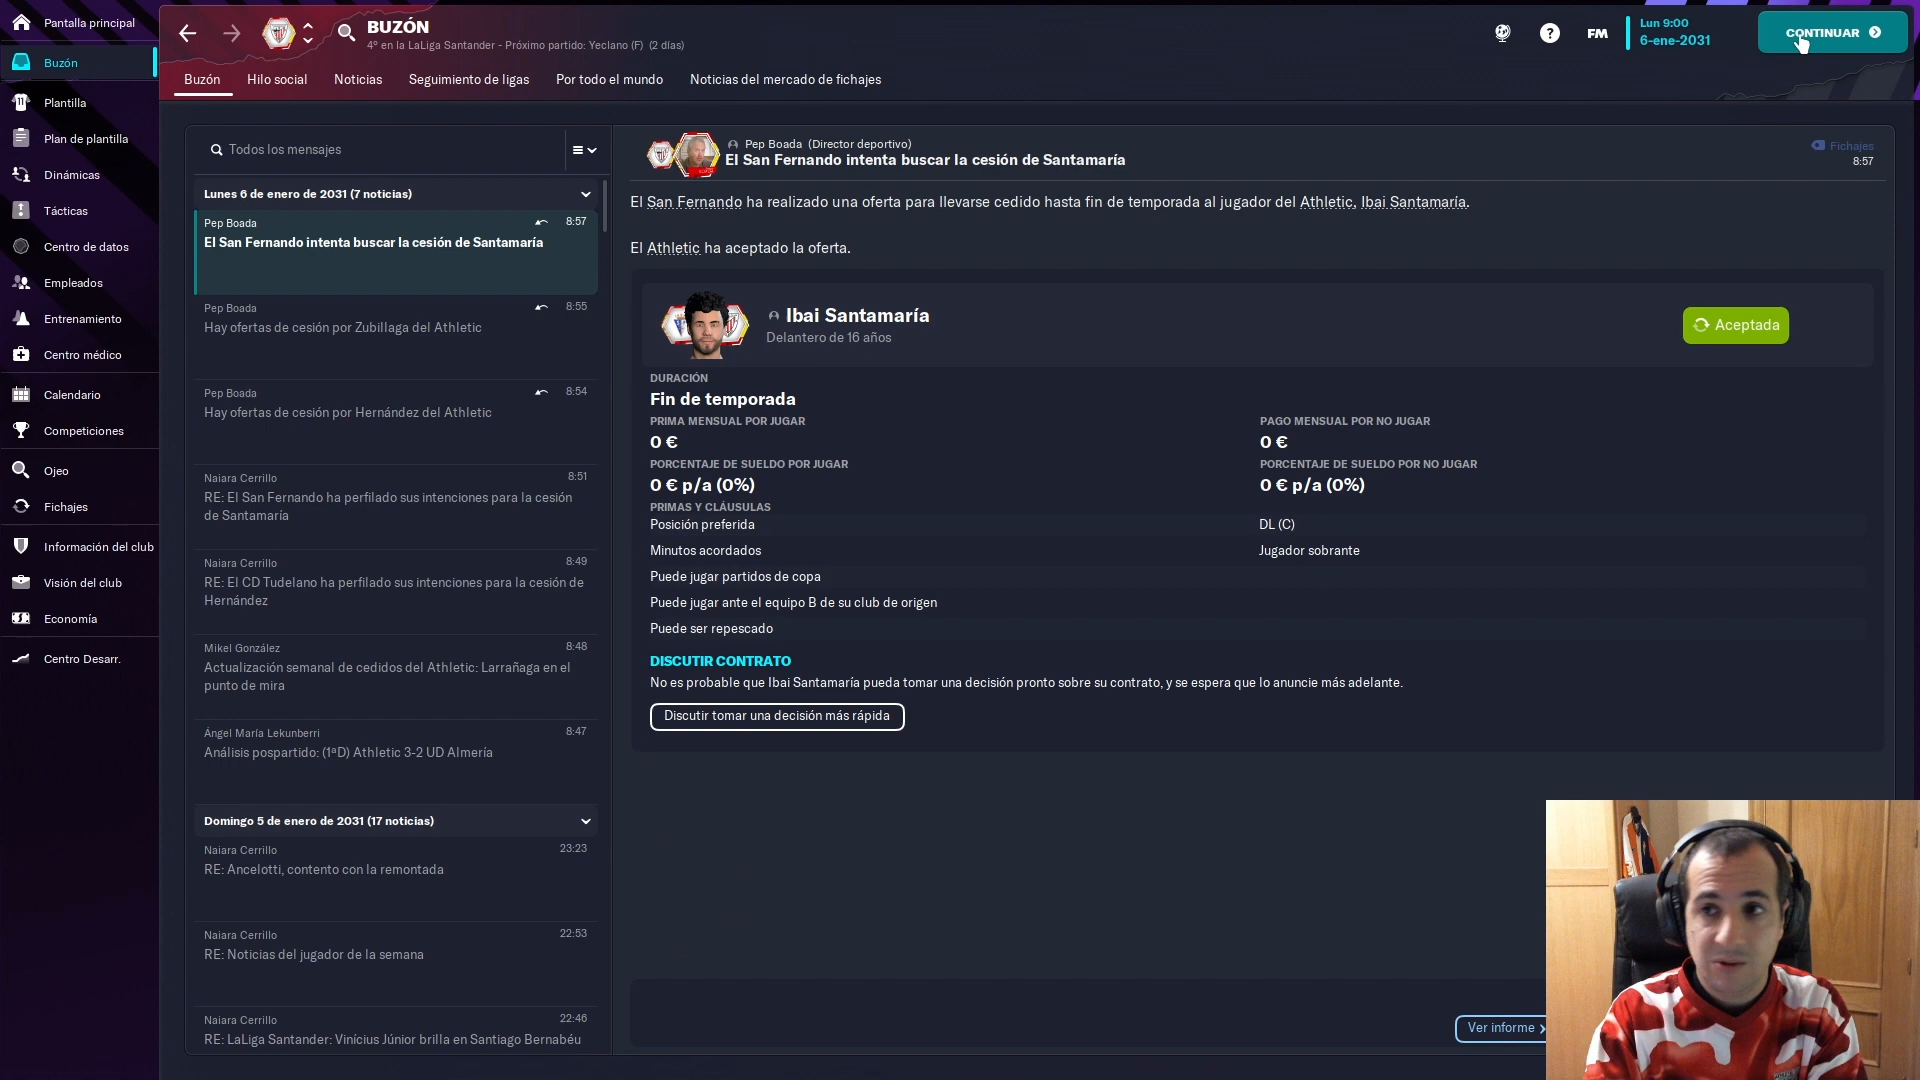 Pantalla principal
Buzón
Plantilla
Plan de plantilla
Dinámicas
Tácticas
Centro de datos
Empleados
Entrenamiento
Centro médico
Calendario
Competiciones
Ojeo
Fichajes
Información del club
Visión del club
Economía
Centro Desarr.
BUZÓN
4º en la LaLiga Santander - Próximo partido: Yeclano (F) (2 días)
FM
Lun 9:00
6-ene-2031
CONTINUAR
Buzón
Hilo social
Noticias
Seguimiento de ligas
Por todo el mundo
Noticias del mercado de fichajes
Todos los mensajes
Lunes 6 de enero de 2031 (7 noticias)
Pep Boada 8:57
El San Fernando intenta buscar la cesión de Santamaría
Pep Boada 8:55
Hay ofertas de cesión por Zubillaga del Athletic
Pep Boada 8:54
Hay ofertas de cesión por Hernández del Athletic
Naiara Cerrillo 8:51
RE: El San Fernando ha perfilado sus intenciones para la cesión
de Santamaría
Naiara Cerrillo 8:49
RE: El CD Tudelano ha perfilado sus intenciones para la cesión de
Hernández
Mikel González 8:48
Actualización semanal de cedidos del Athletic: Larrañaga en el
punto de mira
Ángel María Lekunberri 8:47
Análisis pospartido: (1ªD) Athletic 3-2 UD Almería
Domingo 5 de enero de 2031 (17 noticias)
Naiara Cerrillo 23:23
RE: Ancelotti, contento con la remontada
Naiara Cerrillo 22:53
RE: Noticias del jugador de la semana
Naiara Cerrillo 22:46
RE: LaLiga Santander: Vinícius Júnior brilla en Santiago Bernabéu
Pep Boada (Director deportivo)
El San Fernando intenta buscar la cesión de Santamaría
Fichajes
8:57
El San Fernando ha realizado una oferta para llevarse cedido hasta fin de temporada al jugador del Athletic, Ibai Santamaría.
El Athletic ha aceptado la oferta.
Ibai Santamaría
Delantero de 16 años
Aceptada
DURACIÓN
Fin de temporada
PRIMA MENSUAL POR JUGAR PAGO MENSUAL POR NO JUGAR
0 € 0 €
PORCENTAJE DE SUELDO POR JUGAR PORCENTAJE DE SUELDO POR NO JUGAR
0 € p/a (0%) 0 € p/a (0%)
PRIMAS Y CLÁUSULAS
Posición preferida DL (C)
Minutos acordados Jugador sobrante
Puede jugar partidos de copa
Puede jugar ante el equipo B de su club de origen
Puede ser repescado
DISCUTIR CONTRATO
No es probable que Ibai Santamaría pueda tomar una decisión pronto sobre su contrato, y se espera que lo anuncie más adelante.
Discutir tomar una decisión más rápida
Ver informe